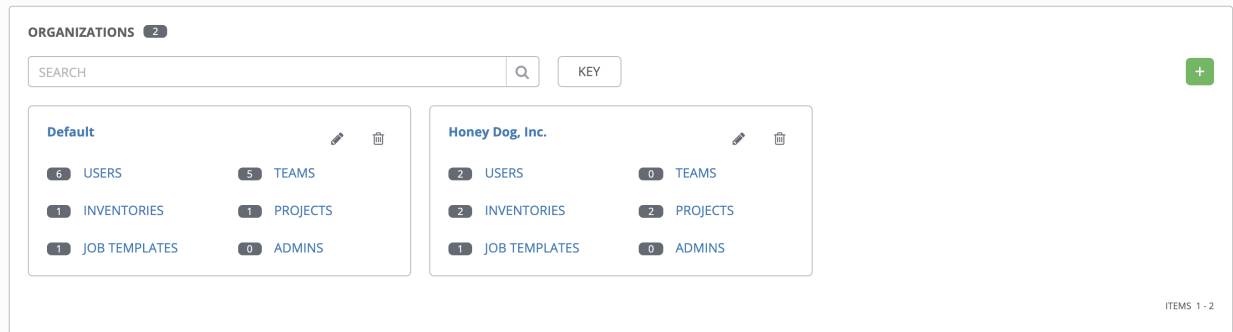 ORGANIZATIONS 2
SEARCH KEY +
Default
6 USERS 5 TEAMS
1 INVENTORIES 1 PROJECTS
1 JOB TEMPLATES 0 ADMINS
Honey Dog, Inc.
2 USERS 0 TEAMS
2 INVENTORIES 2 PROJECTS
1 JOB TEMPLATES 0 ADMINS
ITEMS 1 - 2